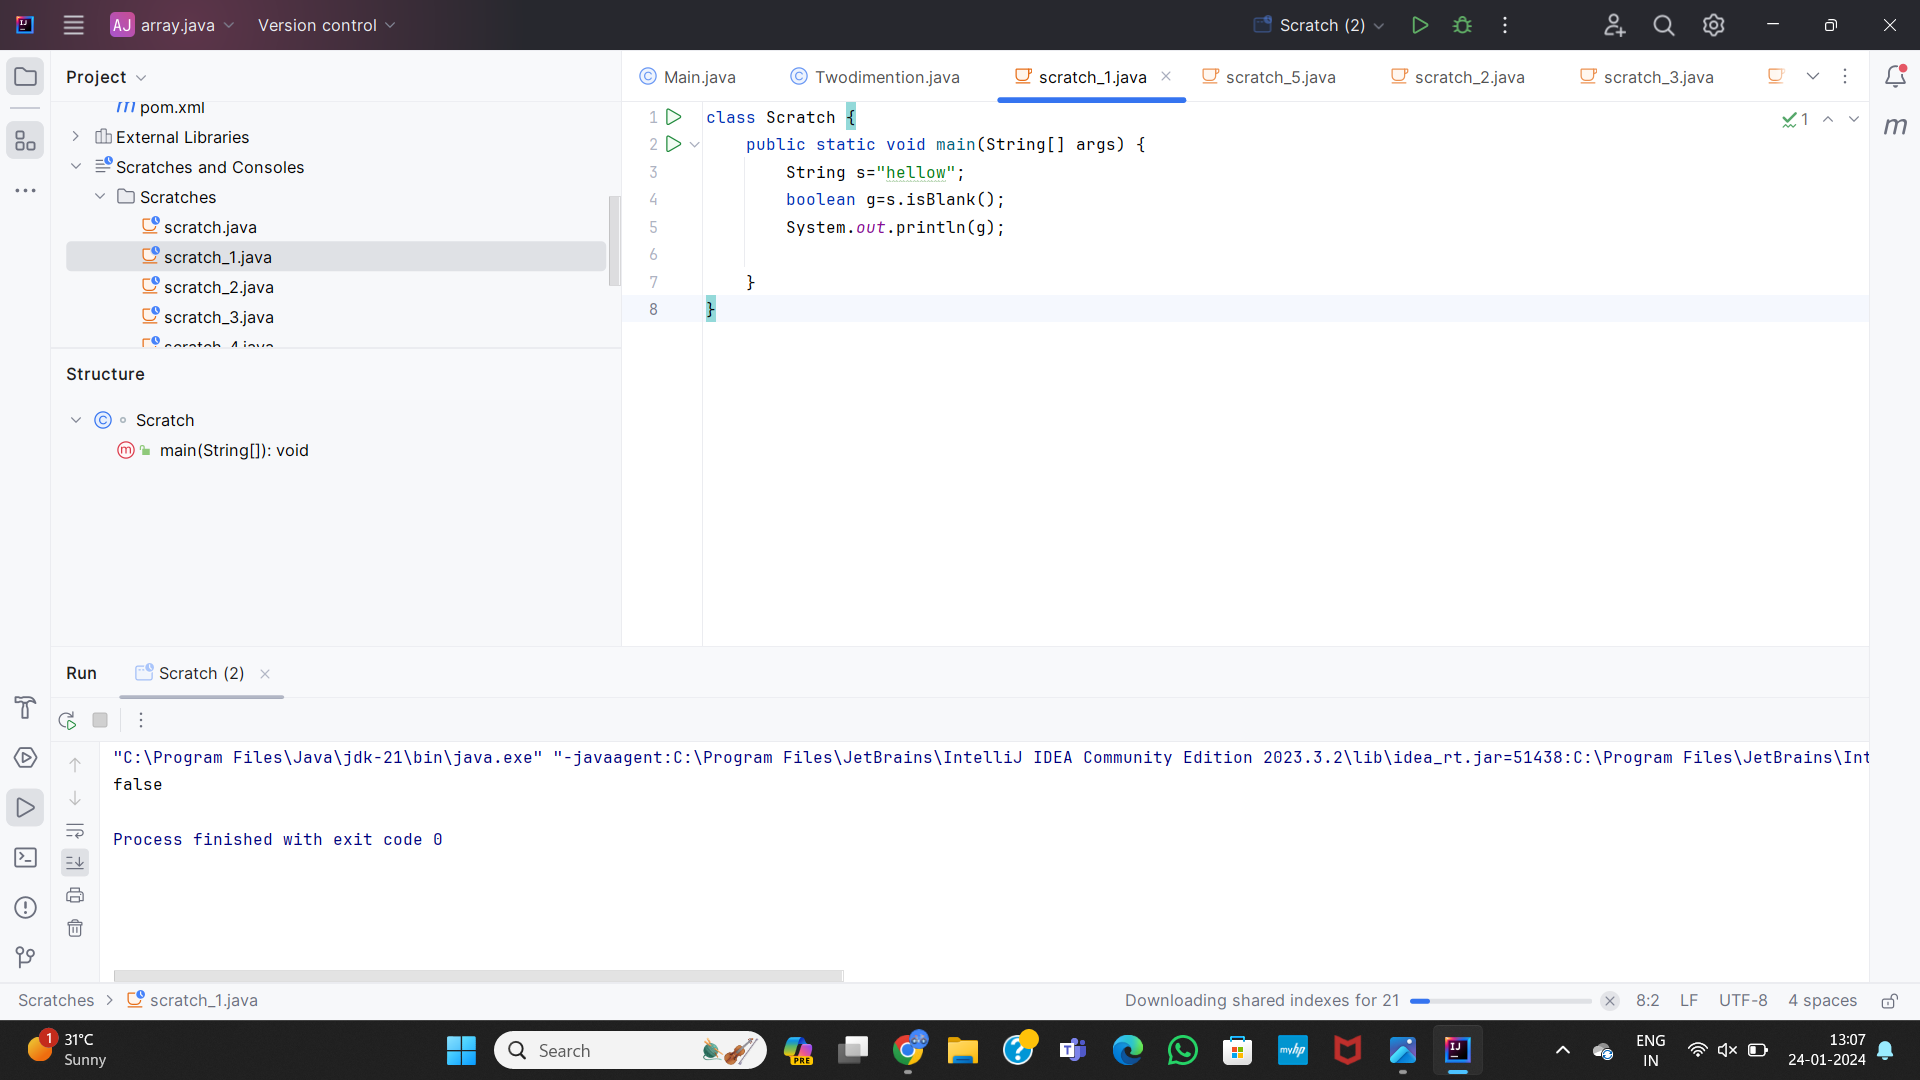 AJ array.java Version control Scratch (2)
Project
pom.xml
External Libraries
Scratches and Consoles
Scratches
scratch.java
scratch_1.java
scratch_2.java
scratch_3.java
scratch_4.java
Structure
Scratch
main(String[]): void
Main.java Twodimention.java scratch_1.java scratch_5.java scratch_2.java scratch_3.java
1 class Scratch {
2 public static void main(String[] args) {
3 String s="hellow";
4 boolean g=s.isBlank();
5 System.out.println(g);
6
7 }
8 }
1
m
Run Scratch (2)
"C:\Program Files\Java\jdk-21\bin\java.exe" "-javaagent:C:\Program Files\JetBrains\IntelliJ IDEA Community Edition 2023.3.2\lib\idea_rt.jar=51438:C:\Program Files\JetBrains\Int
false
Process finished with exit code 0
Scratches > scratch_1.java Downloading shared indexes for 21 8:2 LF UTF-8 4 spaces
1 31°C
Sunny
Search
PRE
myhp
IJ
ENG
IN
13:07
24-01-2024